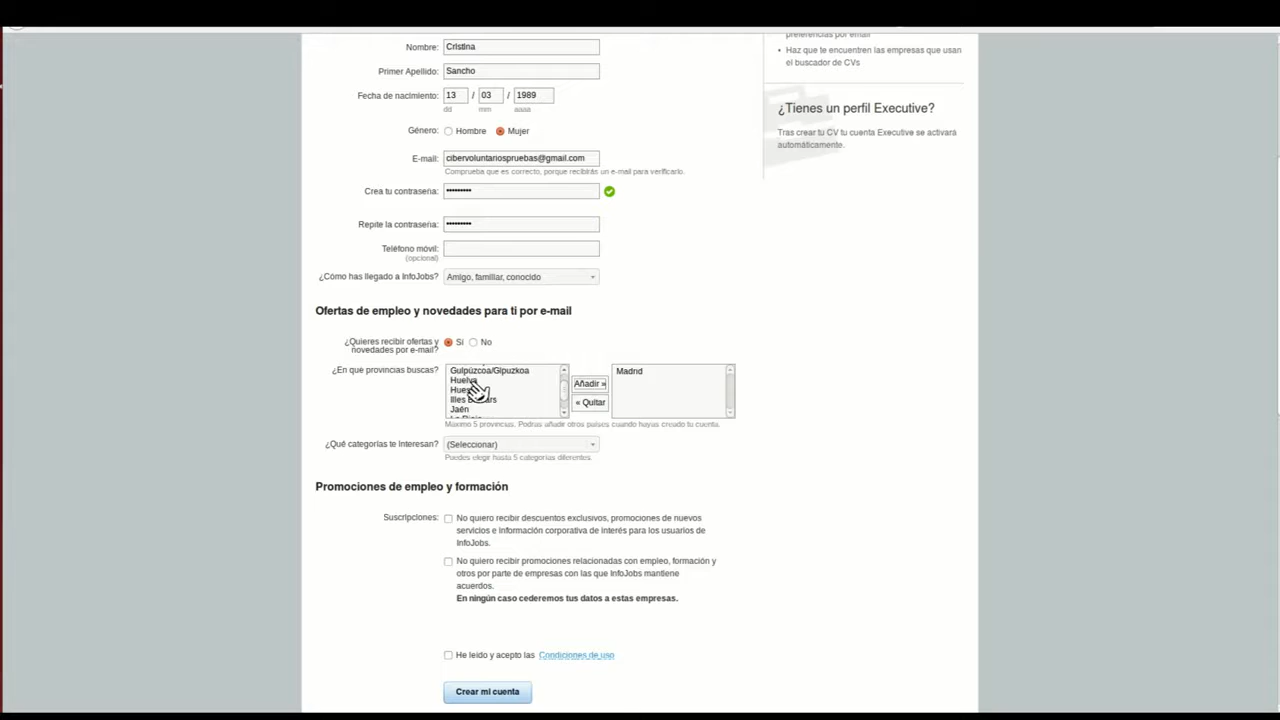 preferencias por email
Haz que te encuentren las empresas que usan
el buscador de CVs
¿Tienes un perfil Executive?
Tras crear tu CV tu cuenta Executive se activará
automáticamente.
Nombre: Cristina
Primer Apellido: Sancho
Fecha de nacimiento: 13 / 03 / 1989
dd mm aaaa
Género: Hombre Mujer
E-mail: cibervoluntariospruebas@gmail.com
Comprueba que es correcto, porque recibirás un e-mail para verificarlo.
Crea tu contraseña: •••••••••
Repite la contraseña: •••••••••
Teléfono móvil:
(opcional)
¿Cómo has llegado a InfoJobs? Amigo, familiar, conocido
Ofertas de empleo y novedades para ti por e-mail
¿Quieres recibir ofertas y
novedades por e-mail? Sí No
¿En que provincias buscas?
Guipúzcoa/Gipuzkoa
Huelva
Illes
Jaén
Añadir »
« Quitar
Madrid
Máximo 5 provincias. Podrás añadir otros países cuando hayas creado tu cuenta.
¿Qué categorías te interesan? (Seleccionar)
Puedes elegir hasta 5 categorías diferentes.
Promociones de empleo y formación
Suscripciones: No quiero recibir descuentos exclusivos, promociones de nuevos
servicios e información corporativa de interés para los usuarios de
InfoJobs.
No quiero recibir promociones relacionadas con empleo, formación y
otros por parte de empresas con las que InfoJobs mantiene
acuerdos.
En ningún caso cederemos tus datos a estas empresas.
He leído y acepto las Condiciones de uso
Crear mi cuenta